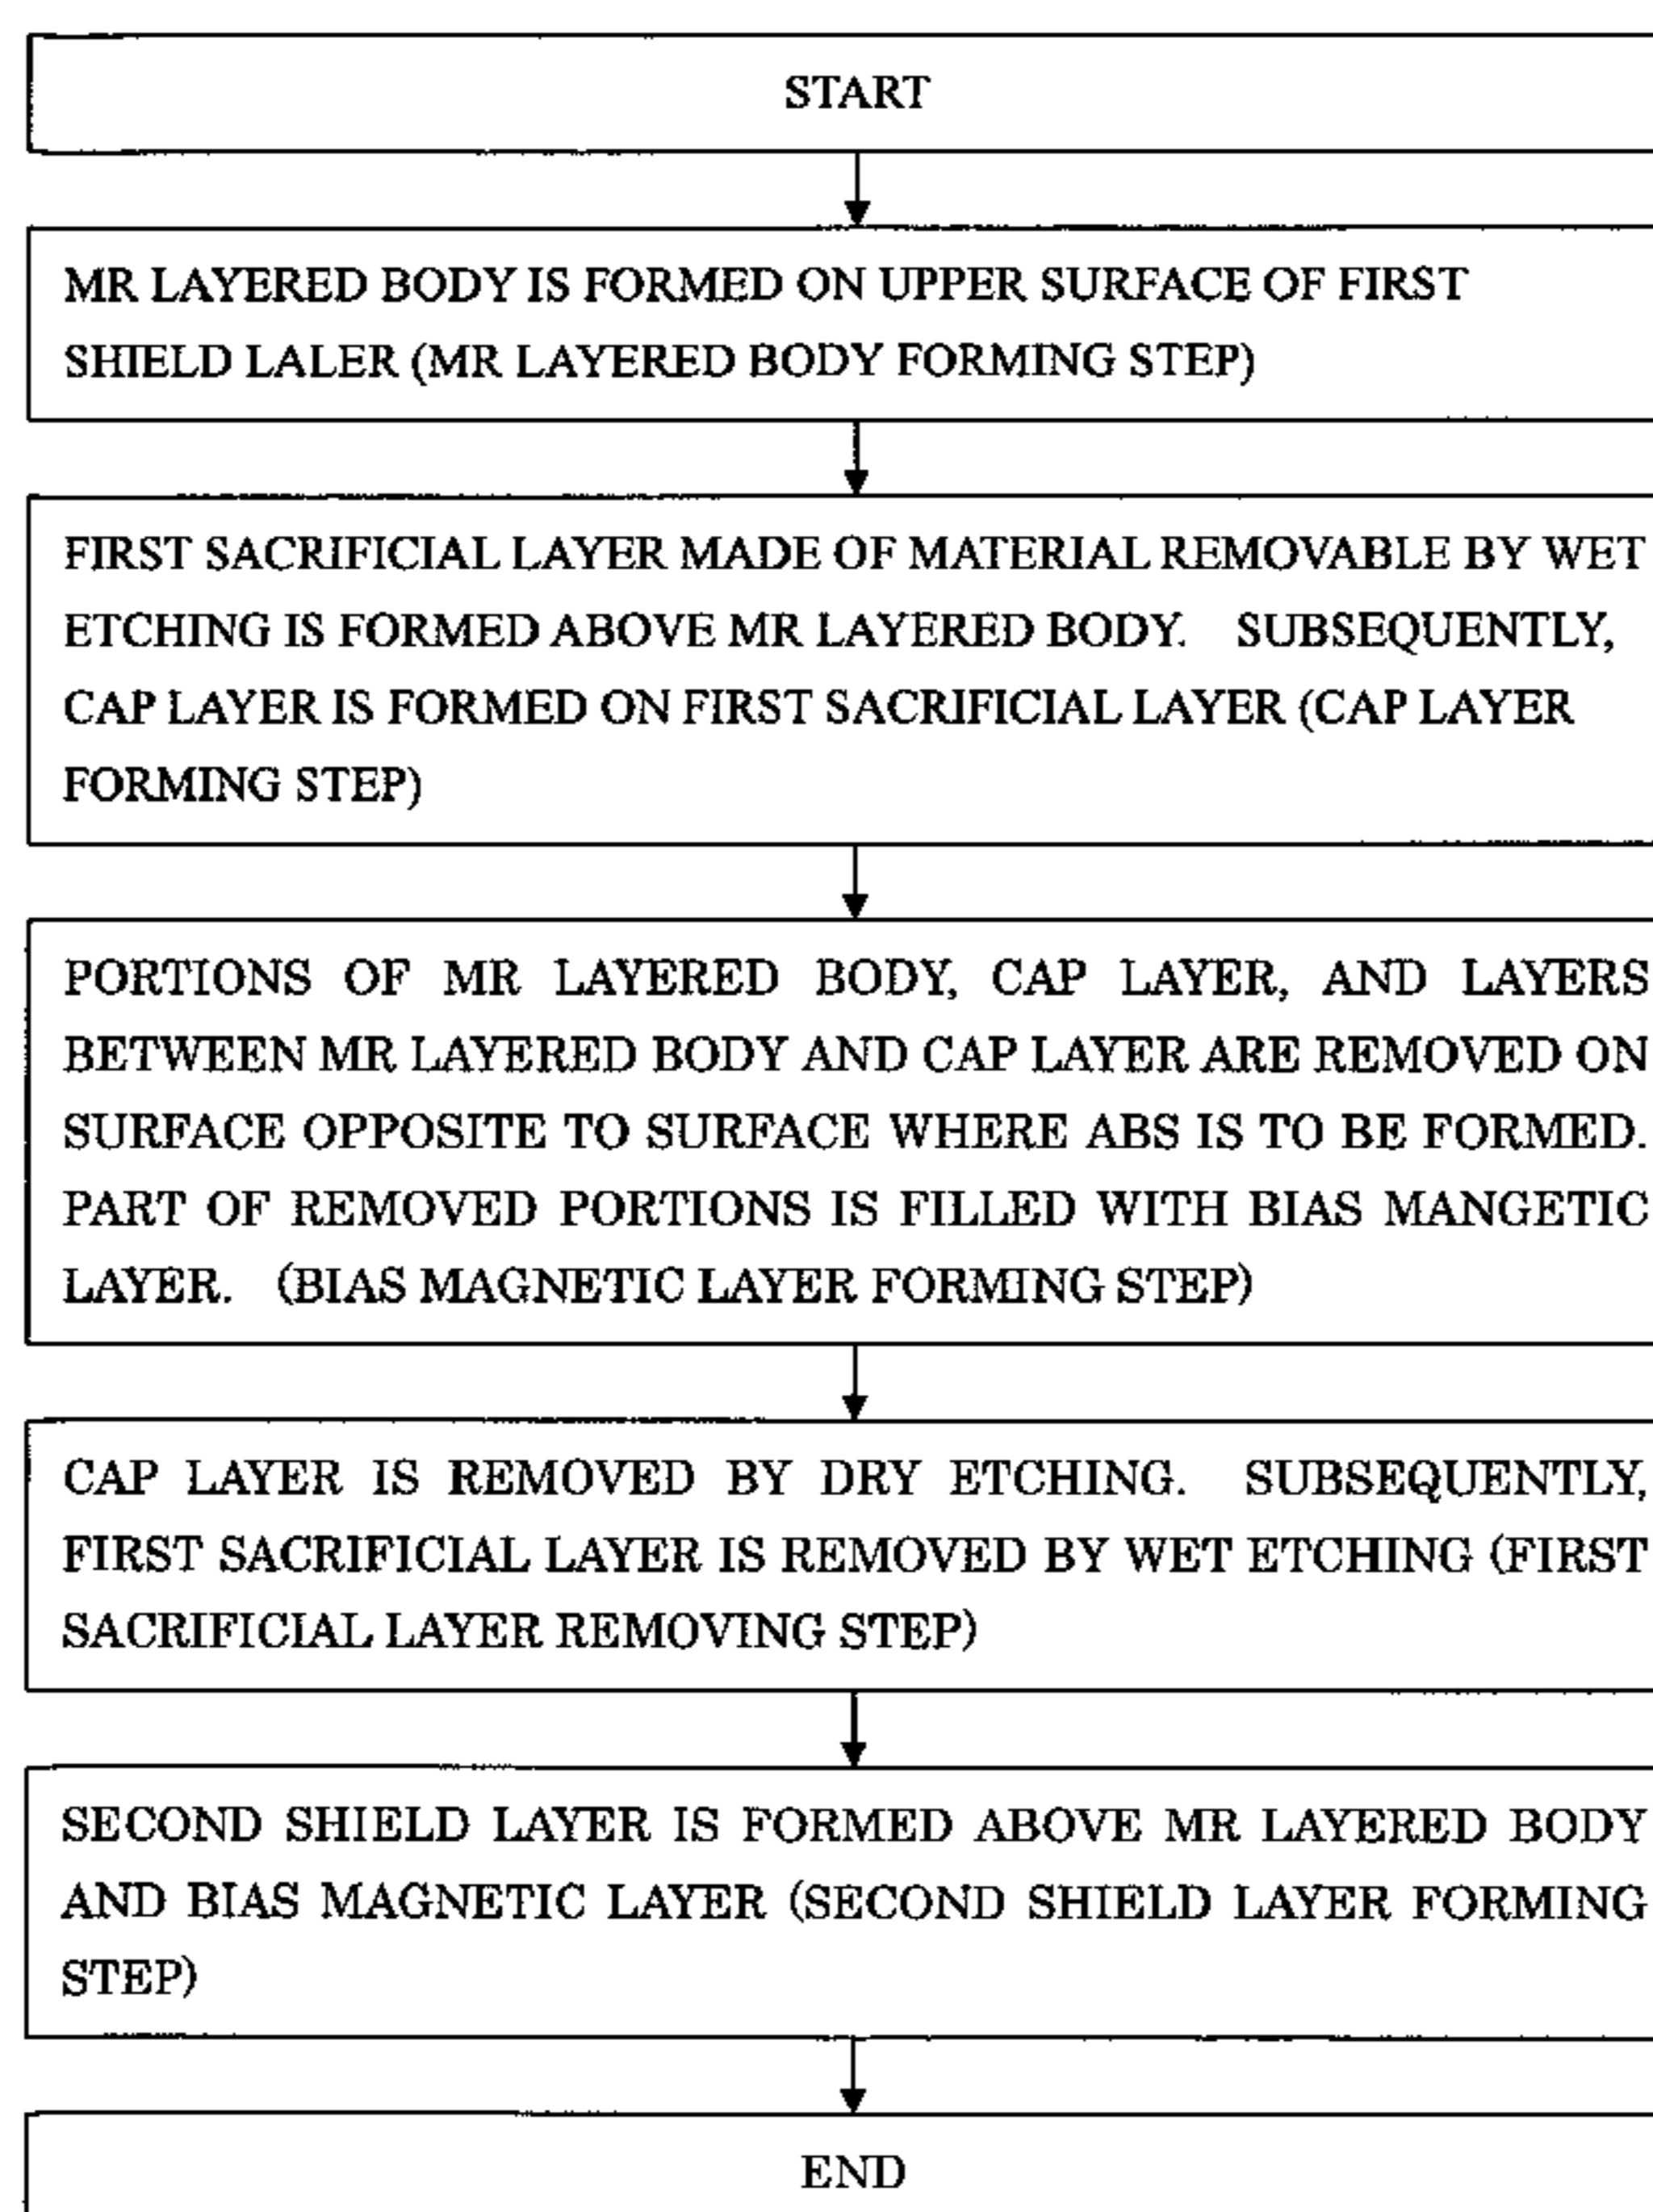 START
MR LAYERED BODY IS FORMED ON UPPER SURFACE OF FIRST
SHIELD LALER (MR LAYERED BODY FORMING STEP)
FIRST SACRIFICIAL LAYER MADE OF MATERIAL REMOVABLE BY WET
ETCHING IS FORMED ABOVE MR LAYERED BODY. SUBSEQUENTLY,
CAP LAYER IS FORMED ON FIRST SACRIFICIAL LAYER (CAP LAYER
FORMING STEP)
PORTIONS OF MR LAYERED BODY, CAP LAYER, AND LAYERS
BETWEEN MR LAYERED BODY AND CAP LAYER ARE REMOVED ON
SURFACE OPPOSITE TO SURFACE WHERE ABS IS TO BE FORMED.
PART OF REMOVED PORTIONS IS FILLED WITH BIAS MANGETIC
LAYER. (BIAS MAGNETIC LAYER FORMING STEP)
CAP LAYER IS REMOVED BY DRY ETCHING. SUBSEQUENTLY,
FIRST SACRIFICIAL LAYER IS REMOVED BY WET ETCHING (FIRST
SACRIFICIAL LAYER REMOVING STEP)
SECOND SHIELD LAYER IS FORMED ABOVE MR LAYERED BODY
AND BIAS MAGNETIC LAYER (SECOND SHIELD LAYER FORMING
STEP)
END